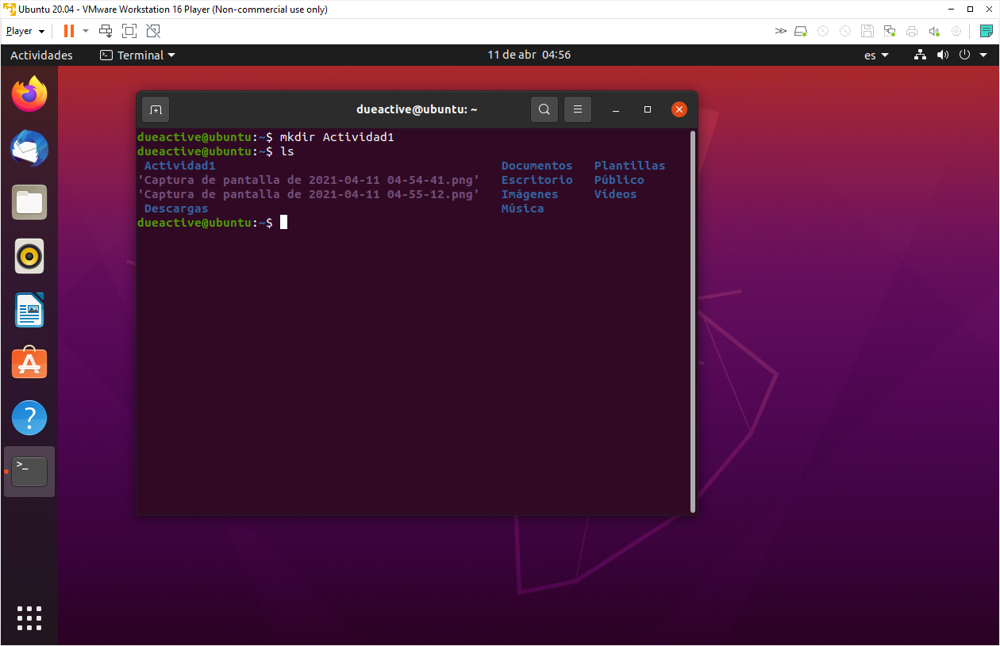 Ubuntu 20.04 - VMware Workstation 16 Player (Non-commercial use only)
Player
Actividades Terminal 11 de abr 04:56 es
dueactive@ubuntu: ~
dueactive@ubuntu:~$ mkdir Actividad1
dueactive@ubuntu:~$ ls
Actividad1 Documentos Plantillas
'Captura de pantalla de 2021-04-11 04-54-41.png' Escritorio Público
'Captura de pantalla de 2021-04-11 04-55-12.png' Imágenes Vídeos
Descargas Música
dueactive@ubuntu:~$